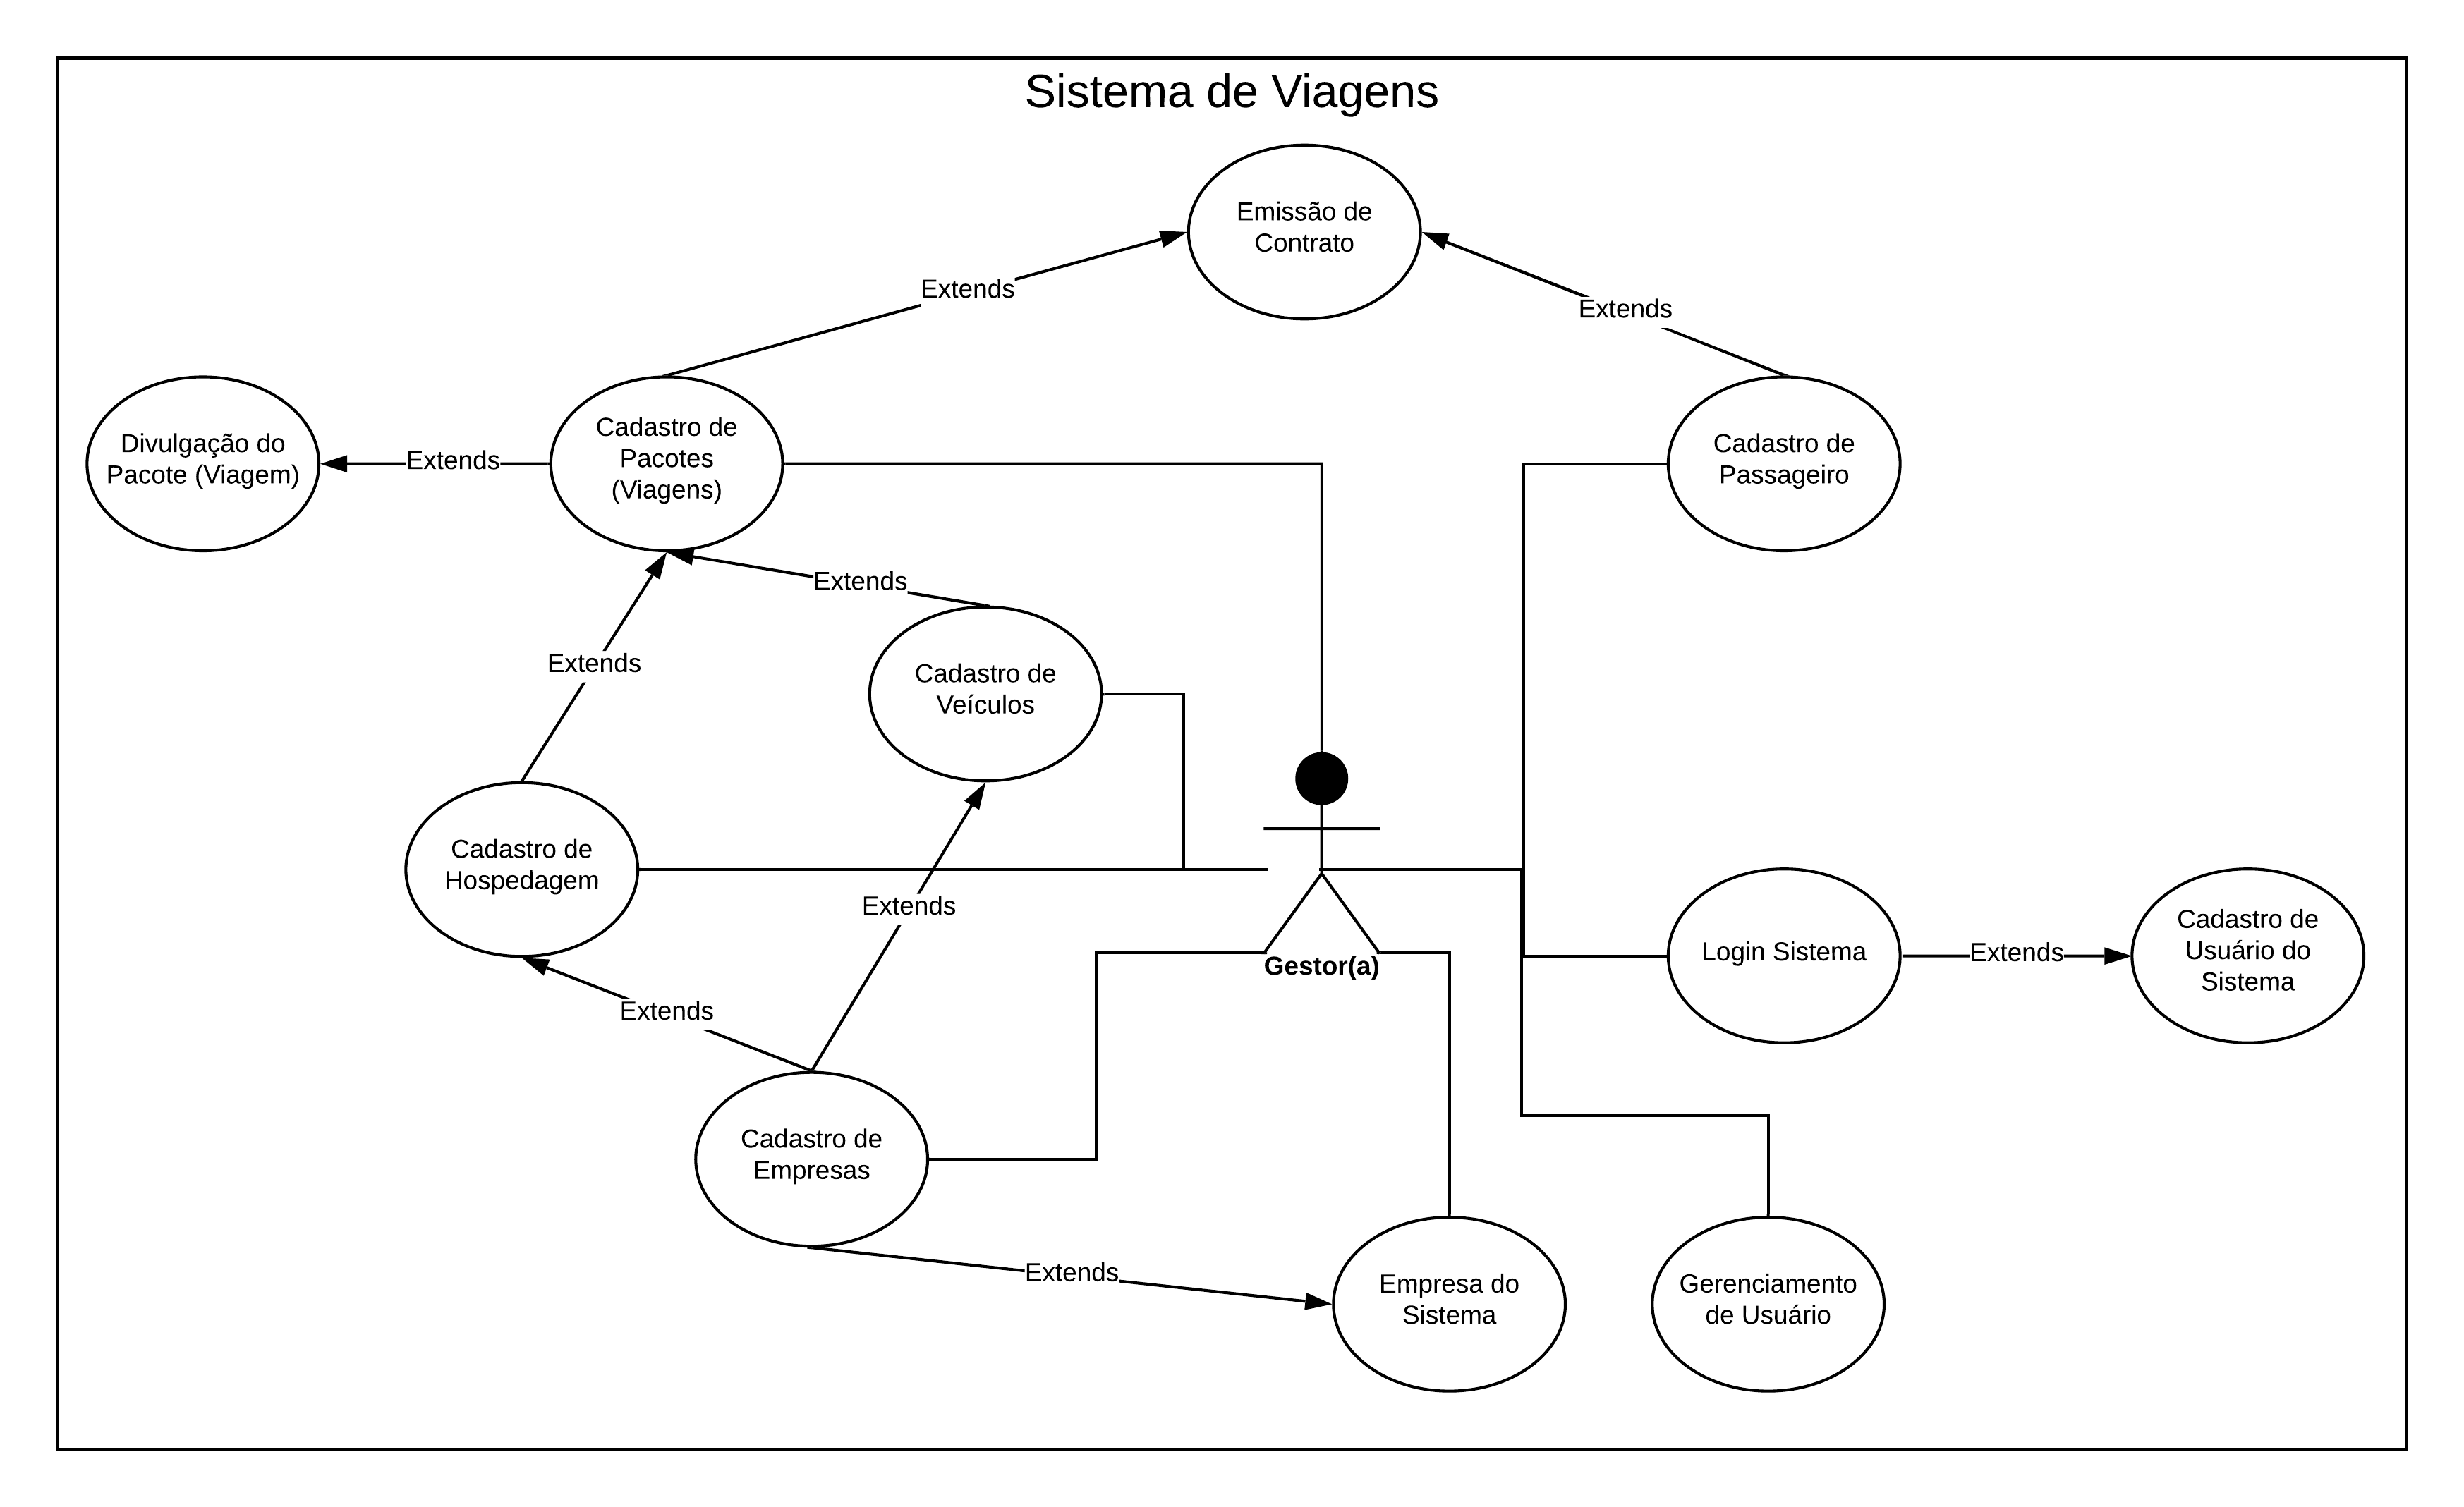 Sistema de Viagens
Emissão de
Contrato
Extends
Extends
Divulgação do
Pacote (Viagem)
Extends
Cadastro de
Pacotes
(Viagens)
Cadastro de
Passageiro
Extends
Extends
Cadastro de
Veículos
Cadastro de
Hospedagem
Extends
Gestor(a)
Login Sistema
Extends
Cadastro de
Usuário do
Sistema
Extends
Cadastro de
Empresas
Extends
Empresa do
Sistema
Gerenciamento
de Usuário